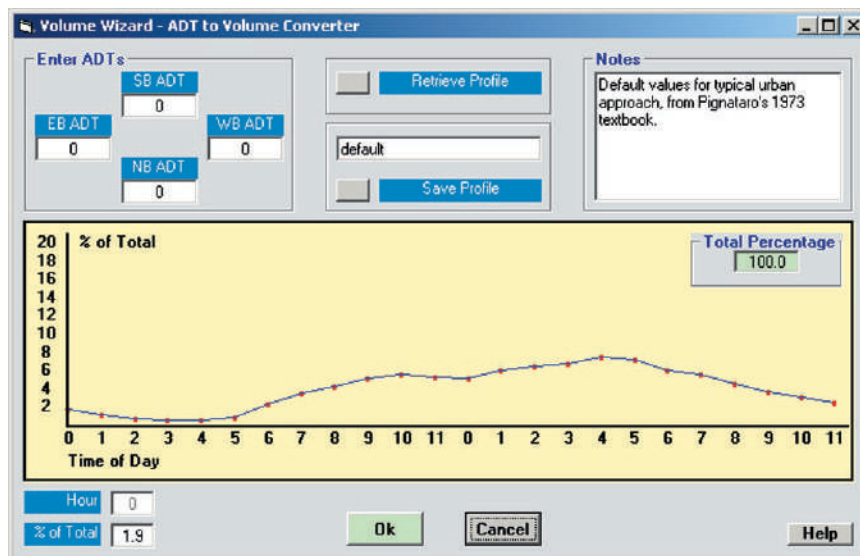 Volume Wizard - ADT to Volume Converter
Enter ADTs
SB ADT
0
EB ADT
0
WB ADT
0
NB ADT
0
Retrieve Profile
default
Save Profile
Notes
Default values for typical urban
approach, from Pignataro's 1973
textbook.
% of Total
Total Percentage
100.0
20
18
16
14
12
10
8
6
4
2
0 1 2 3 4 5 6 7 8 9 10 11 0 1 2 3 4 5 6 7 8 9 10 11
Time of Day
Hour
0
% of Total
1.9
Ok
Cancel
Help